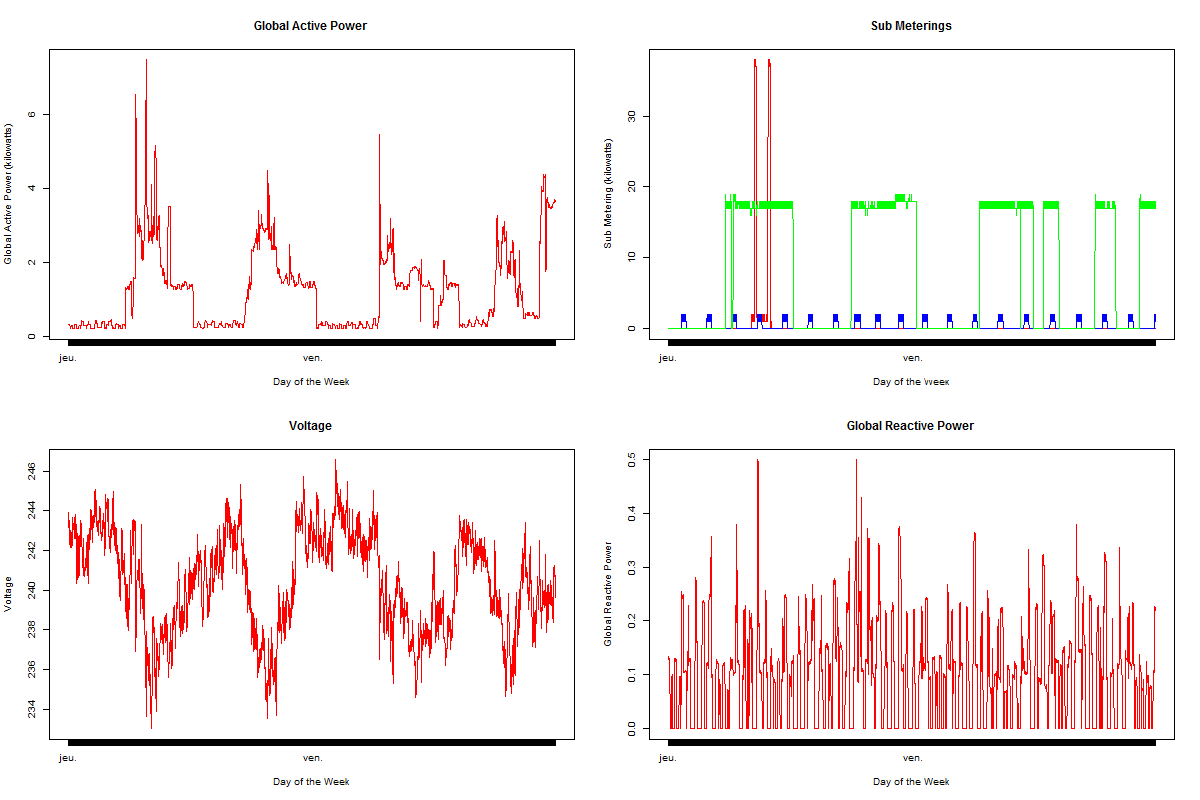 Global Active Power
Global Active Power (kilowatts)
6
4
2
0
jeu.
ven.
Day of the Week
Sub Meterings
Sub Metering (kilowatts)
30
20
10
0
jeu.
ven.
Day of the Week
Voltage
Voltage
246
244
242
240
238
236
234
jeu.
ven.
Day of the Week
Global Reactive Power
Global Reactive Power
0.5
0.4
0.3
0.2
0.1
0.0
jeu.
ven.
Day of the Week